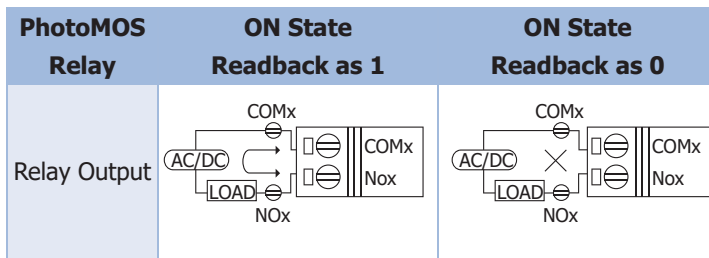 PhotoMOS Relay
ON State Readback as 1
ON State Readback as 0
Relay Output
COMx
AC/DC
LOAD
NOx
COMx
Nox
COMx
AC/DC
LOAD
NOx
COMx
Nox